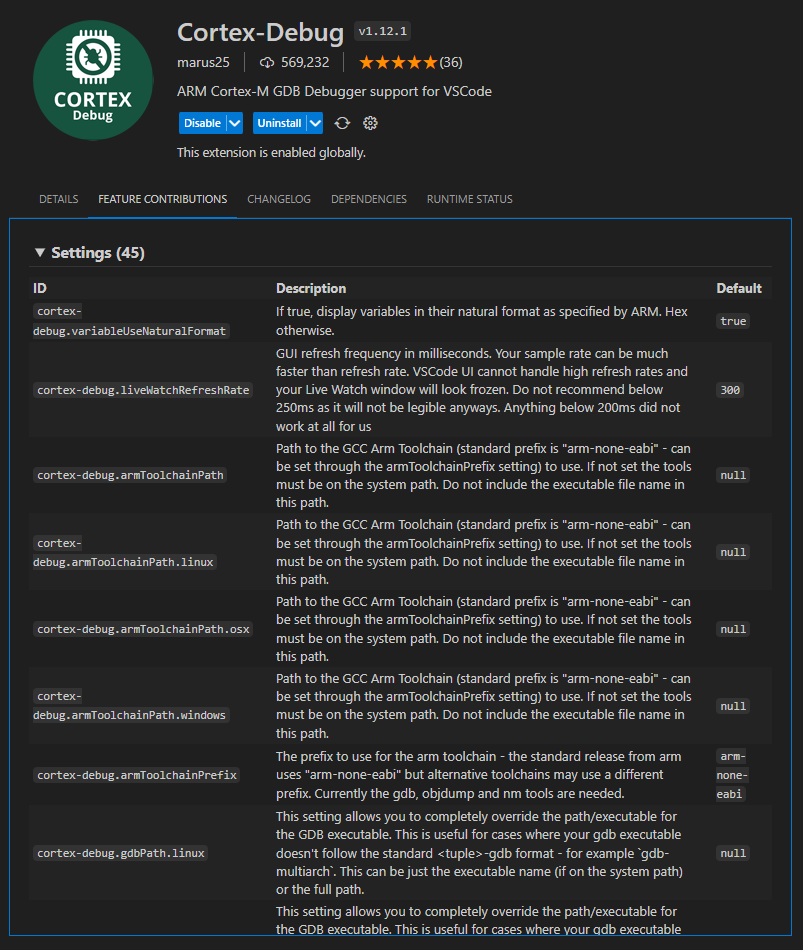 CORTEX
Debug
Cortex-Debug v1.12.1
marus25 569,232 (36)
ARM Cortex-M GDB Debugger support for VSCode
Disable Uninstall
This extension is enabled globally.
DETAILS FEATURE CONTRIBUTIONS CHANGELOG DEPENDENCIES RUNTIME STATUS
Settings (45)
ID Description Default
cortex-
debug.variableUseNaturalFormat
If true, display variables in their natural format as specified by ARM. Hex
otherwise.
true
cortex-debug.liveWatchRefreshRate
GUI refresh frequency in milliseconds. Your sample rate can be much
faster than refresh rate. VSCode UI cannot handle high refresh rates and
your Live Watch window will look frozen. Do not recommend below
250ms as it will not be legible anyways. Anything below 200ms did not
work at all for us
300
cortex-debug.armToolchainPath
Path to the GCC Arm Toolchain (standard prefix is "arm-none-eabi" - can
be set through the armToolchainPrefix setting) to use. If not set the tools
must be on the system path. Do not include the executable file name in
this path.
null
cortex-
debug.armToolchainPath.linux
Path to the GCC Arm Toolchain (standard prefix is "arm-none-eabi" - can
be set through the armToolchainPrefix setting) to use. If not set the tools
must be on the system path. Do not include the executable file name in
this path.
null
cortex-debug.armToolchainPath.osx
Path to the GCC Arm Toolchain (standard prefix is "arm-none-eabi" - can
be set through the armToolchainPrefix setting) to use. If not set the tools
must be on the system path. Do not include the executable file name in
this path.
null
cortex-
debug.armToolchainPath.windows
Path to the GCC Arm Toolchain (standard prefix is "arm-none-eabi" - can
be set through the armToolchainPrefix setting) to use. If not set the tools
must be on the system path. Do not include the executable file name in
this path.
null
cortex-debug.armToolchainPrefix
The prefix to use for the arm toolchain - the standard release from arm
uses "arm-none-eabi" but alternative toolchains may use a different
prefix. Currently the gdb, objdump and nm tools are needed.
arm-
none-
eabi
cortex-debug.gdbPath.linux
This setting allows you to completely override the path/executable for
the GDB executable. This is useful for cases where your gdb executable
doesn't follow the standard <tuple>-gdb format - for example `gdb-
multiarch`. This can be just the executable name (if on the system path)
or the full path.
null
This setting allows you to completely override the path/executable for
the GDB executable. This is useful for cases where your gdb executable